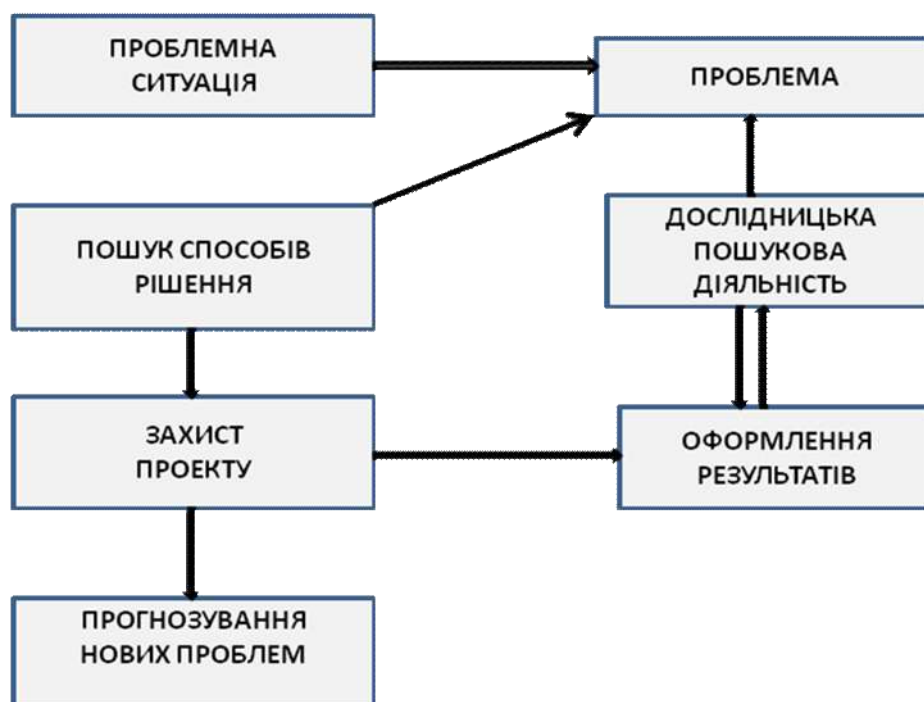 ПРОБЛЕМНА
СИТУАЦІЯ
ПРОБЛЕМА
ПОШУК СПОСОБІВ
РІШЕННЯ
ДОСЛІДНИЦЬКА
ПОШУКОВА
ДІЯЛЬНІСТЬ
ЗАХИСТ
ПРОЕКТУ
ОФОРМЛЕННЯ
РЕЗУЛЬТАТІВ
ПРОГНОЗУВАННЯ
НОВИХ ПРОБЛЕМ